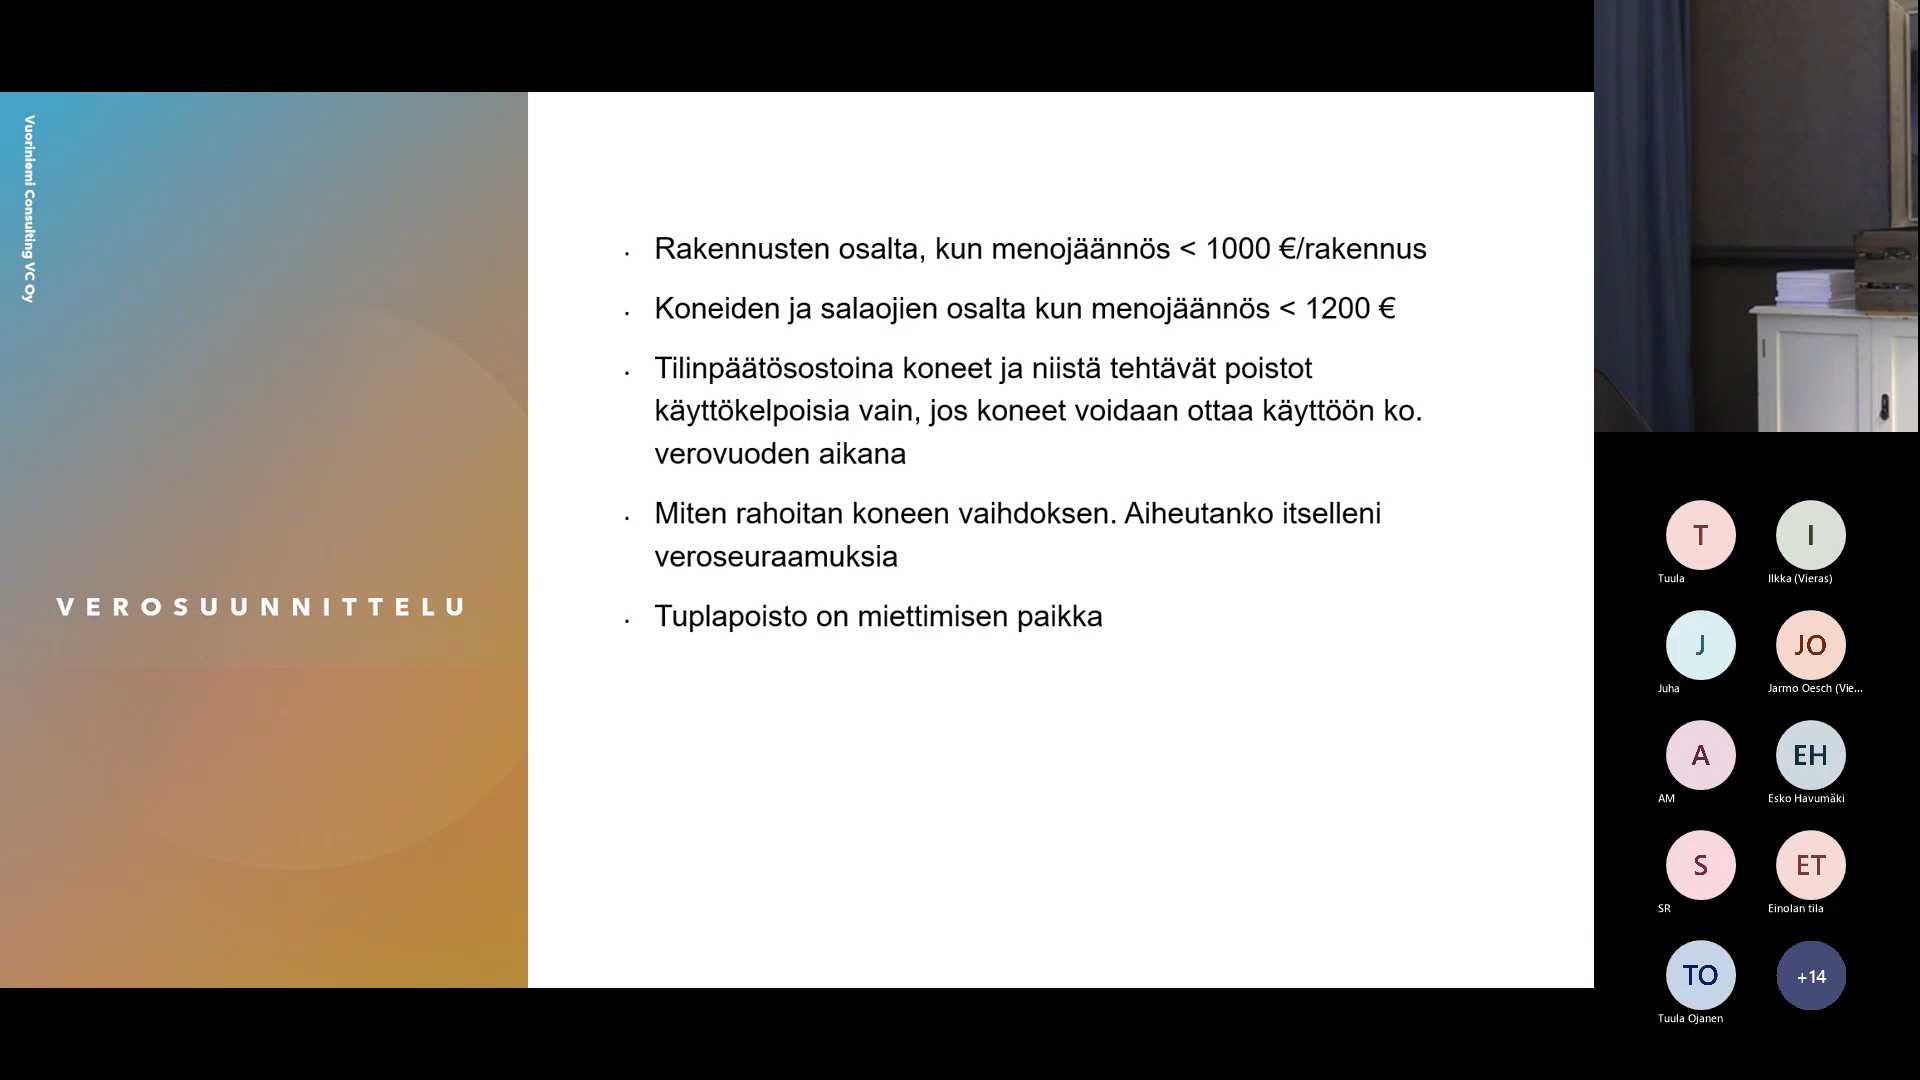 Vuoriniemi Consulting VC Oy
VEROSUUNNITTELU
• Rakennusten osalta, kun menojäännös < 1000 €/rakennus
• Koneiden ja salaojien osalta kun menojäännös < 1200 €
• Tilinpäätösostoina koneet ja niistä tehtävät poistot
käyttökelpoisia vain, jos koneet voidaan ottaa käyttöön ko.
verovuoden aikana
• Miten rahoitan koneen vaihdoksen. Aiheutanko itselleni
veroseuraamuksia
• Tuplapoisto on miettimisen paikka
T
Tuula
I
Ilkka (Vieras)
J
Juha
JO
Jarmo Oesch (Vie...
A
AM
EH
Esko Havumäki
S
SR
ET
Einolan tila
TO
Tuula Ojanen
+14